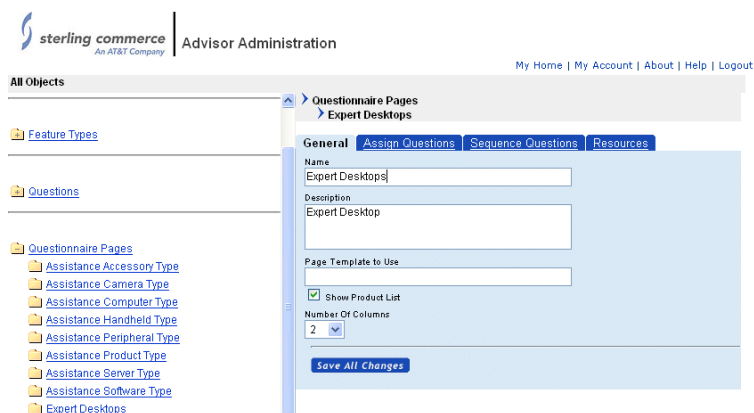 sterling commerce
An AT&T Company
Advisor Administration
My Home | My Account | About | Help | Logout
All Objects
Feature Types
Questions
Questionnaire Pages
Assistance Accessory Type
Assistance Camera Type
Assistance Computer Type
Assistance Handheld Type
Assistance Peripheral Type
Assistance Product Type
Assistance Server Type
Assistance Software Type
Expert Desktops
Questionnaire Pages
Expert Desktops
General Assign Questions Sequence Questions Resources
Name
Expert Desktops
Description
Expert Desktop
Page Template to Use
Show Product List
Number Of Columns
2
Save All Changes